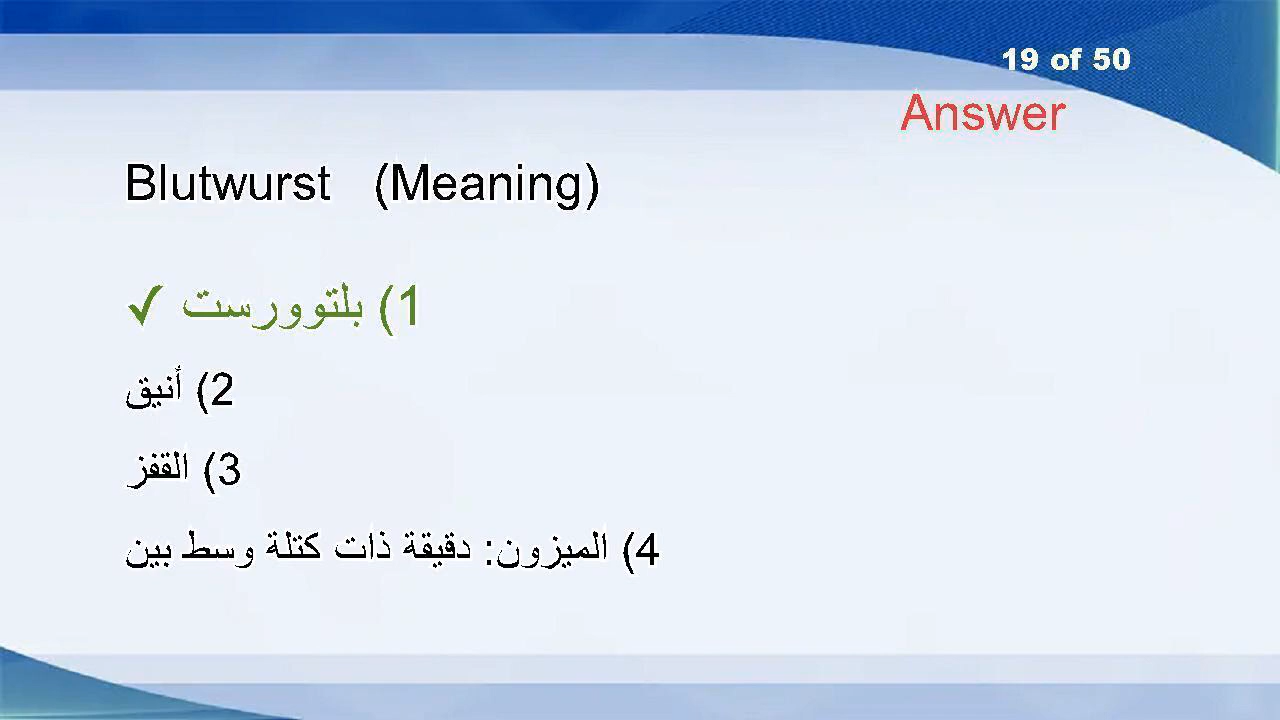 19 of 50
Answer
Blutwurst (Meaning)
1) بلتوورست ✓
2) أنيق
3) القفز
4) الميزون: دقيقة ذات كتلة وسط بين